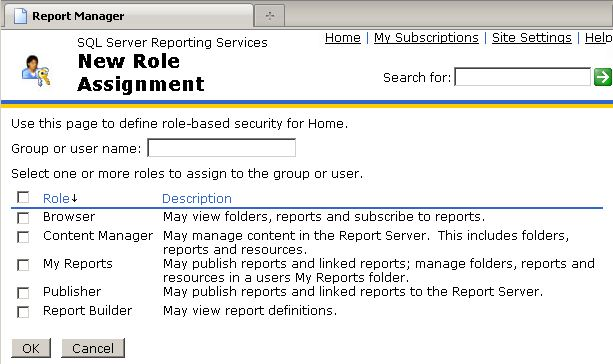 Report Manager
SQL Server Reporting Services
Home | My Subscriptions | Site Settings | Help
New Role
Assignment
Search for:
Use this page to define role-based security for Home.
Group or user name:
Select one or more roles to assign to the group or user.
Role↓ Description
Browser May view folders, reports and subscribe to reports.
Content Manager May manage content in the Report Server. This includes folders,
reports and resources.
My Reports May publish reports and linked reports; manage folders, reports and
resources in a users My Reports folder.
Publisher May publish reports and linked reports to the Report Server.
Report Builder May view report definitions.
OK Cancel